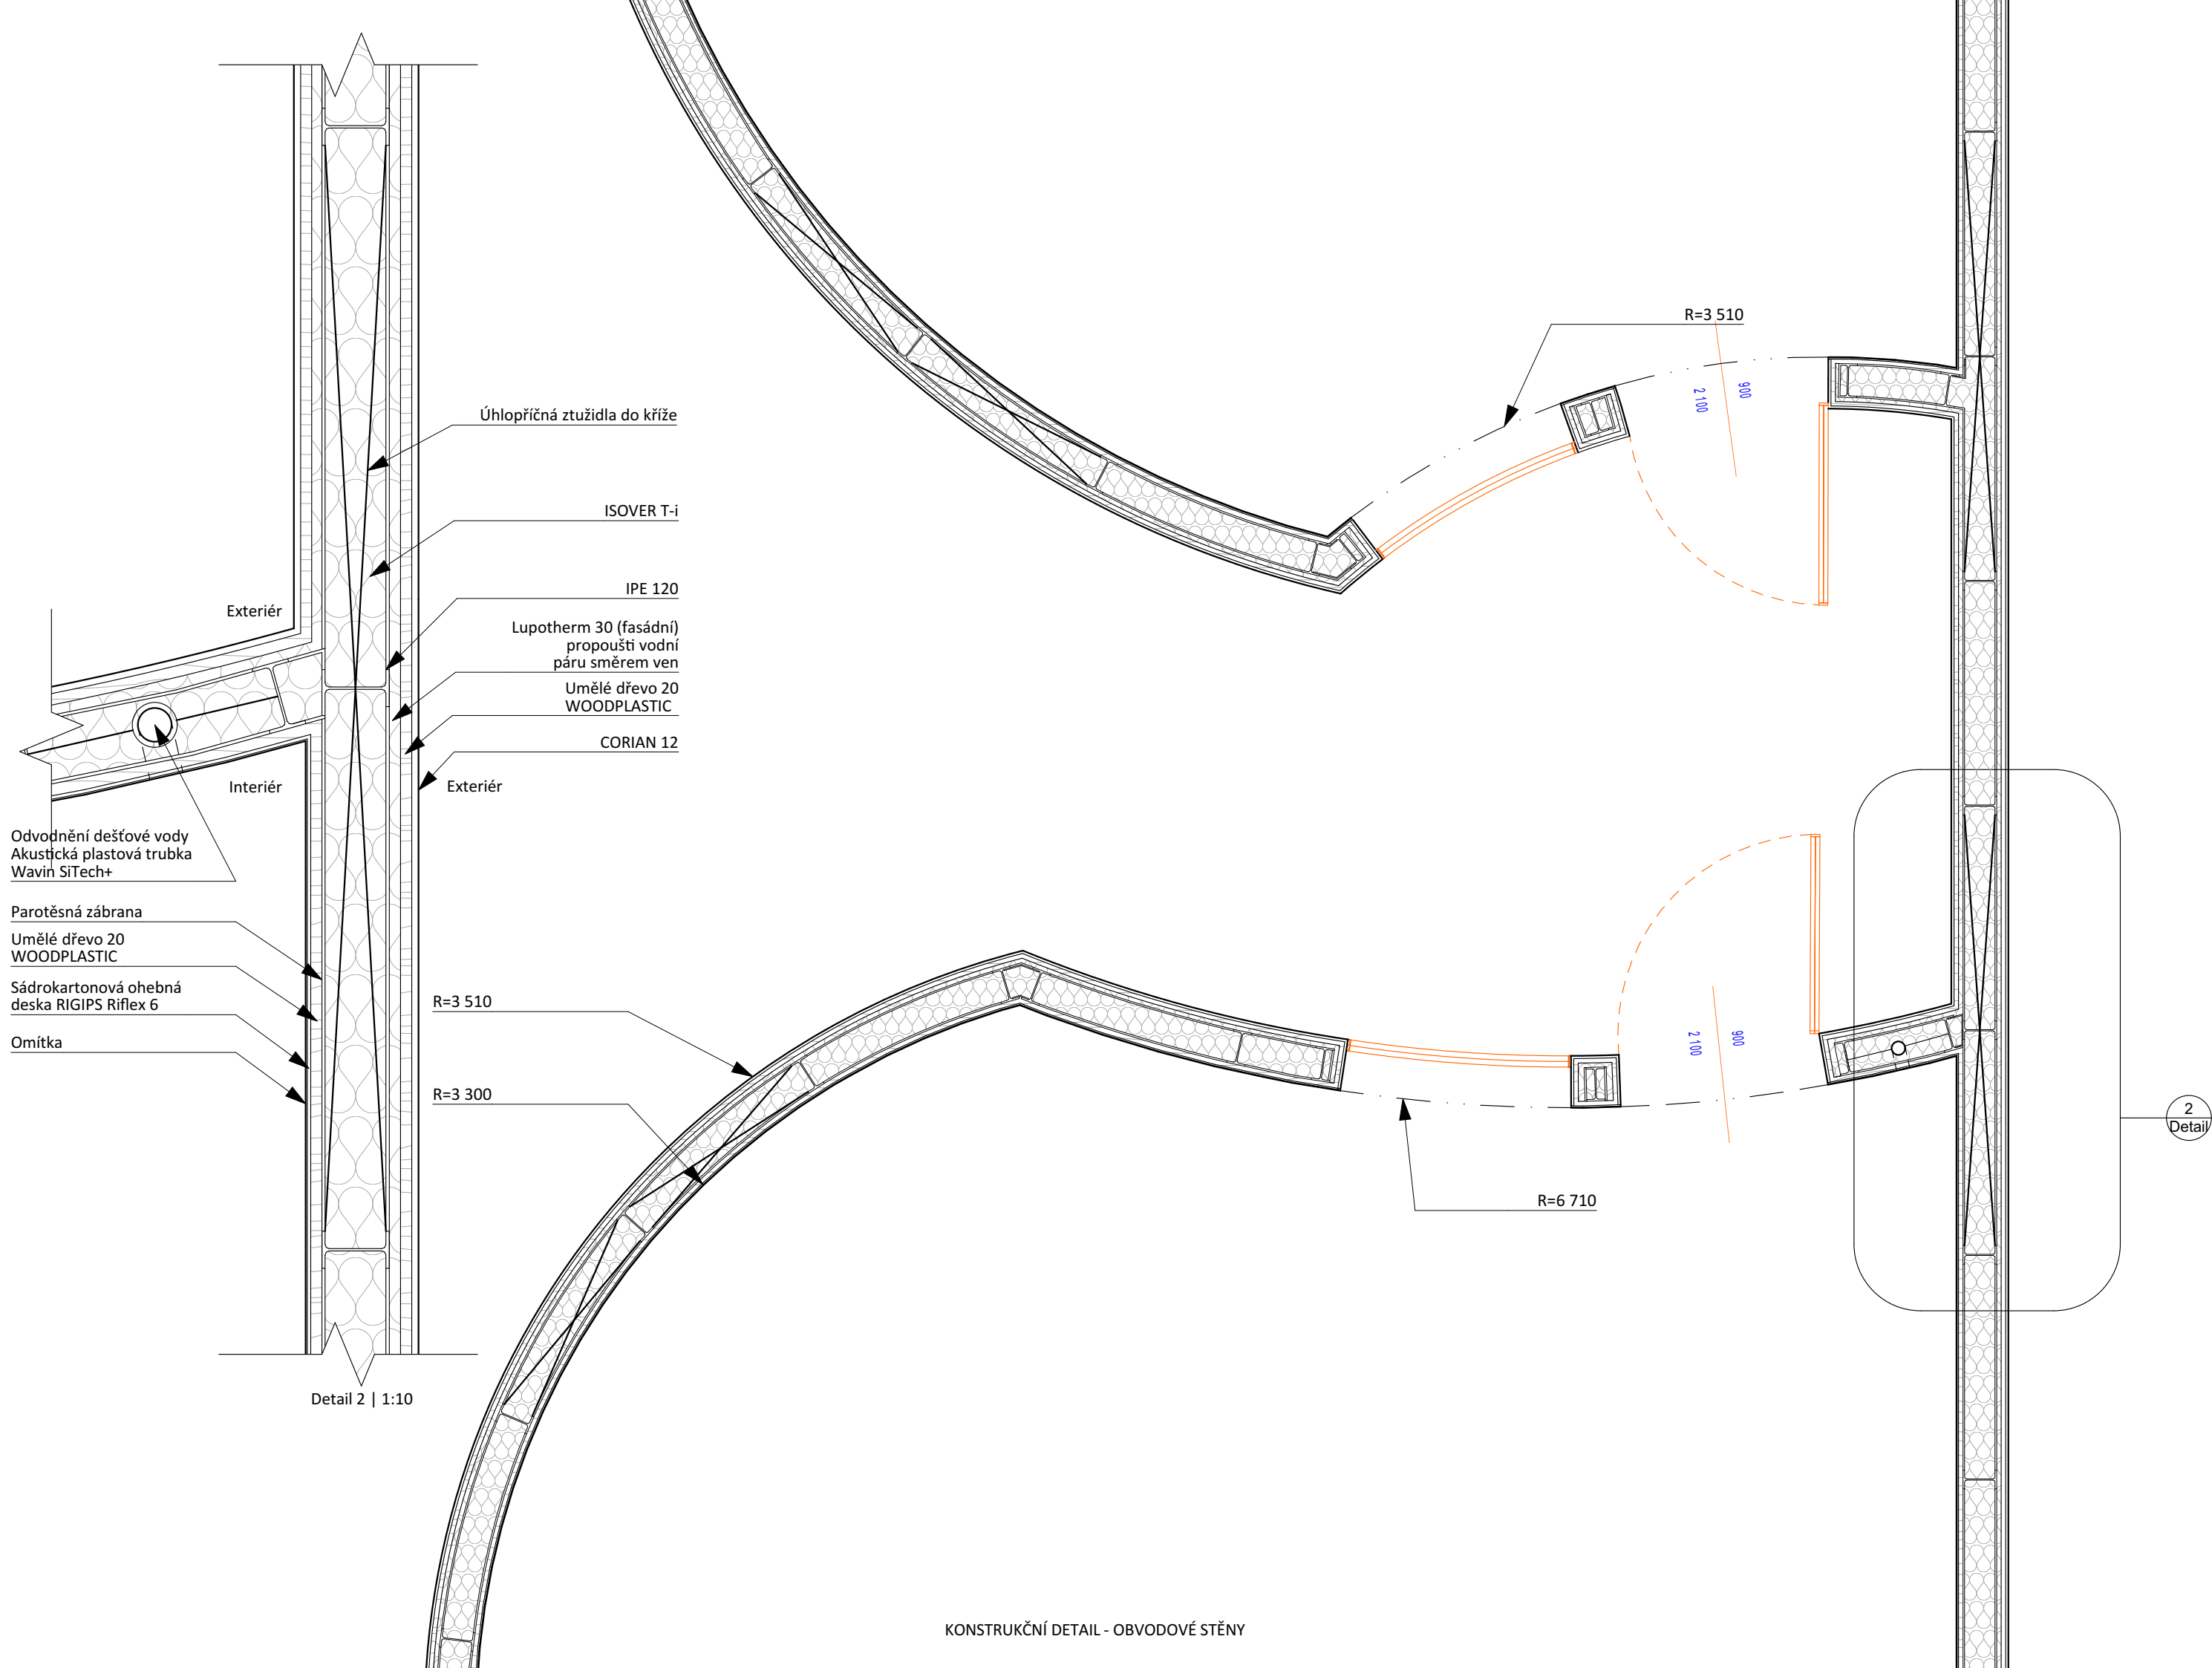 R=3 510
900
2 100
Úhlopříčná ztužidla do kříže
ISOVER T-i
IPE 120
Exteriér
Lupotherm 30 (fasádní)
propoušti vodní
páru směrem ven
Umělé dřevo 20
WOODPLASTIC
CORIAN 12
Interiér
Exteriér
Odvodnění dešťové vody
Akustická plastová trubka
Wavin SiTech+
Parotěsná zábrana
Umělé dřevo 20
WOODPLASTIC
Sádrokartonová ohebná
deska RIGIPS Riflex 6
Omítka
R=3 510
R=3 300
900
2 100
R=6 710
2
Detail
Detail 2 | 1:10
KONSTRUKČNÍ DETAIL - OBVODOVÉ STĚNY